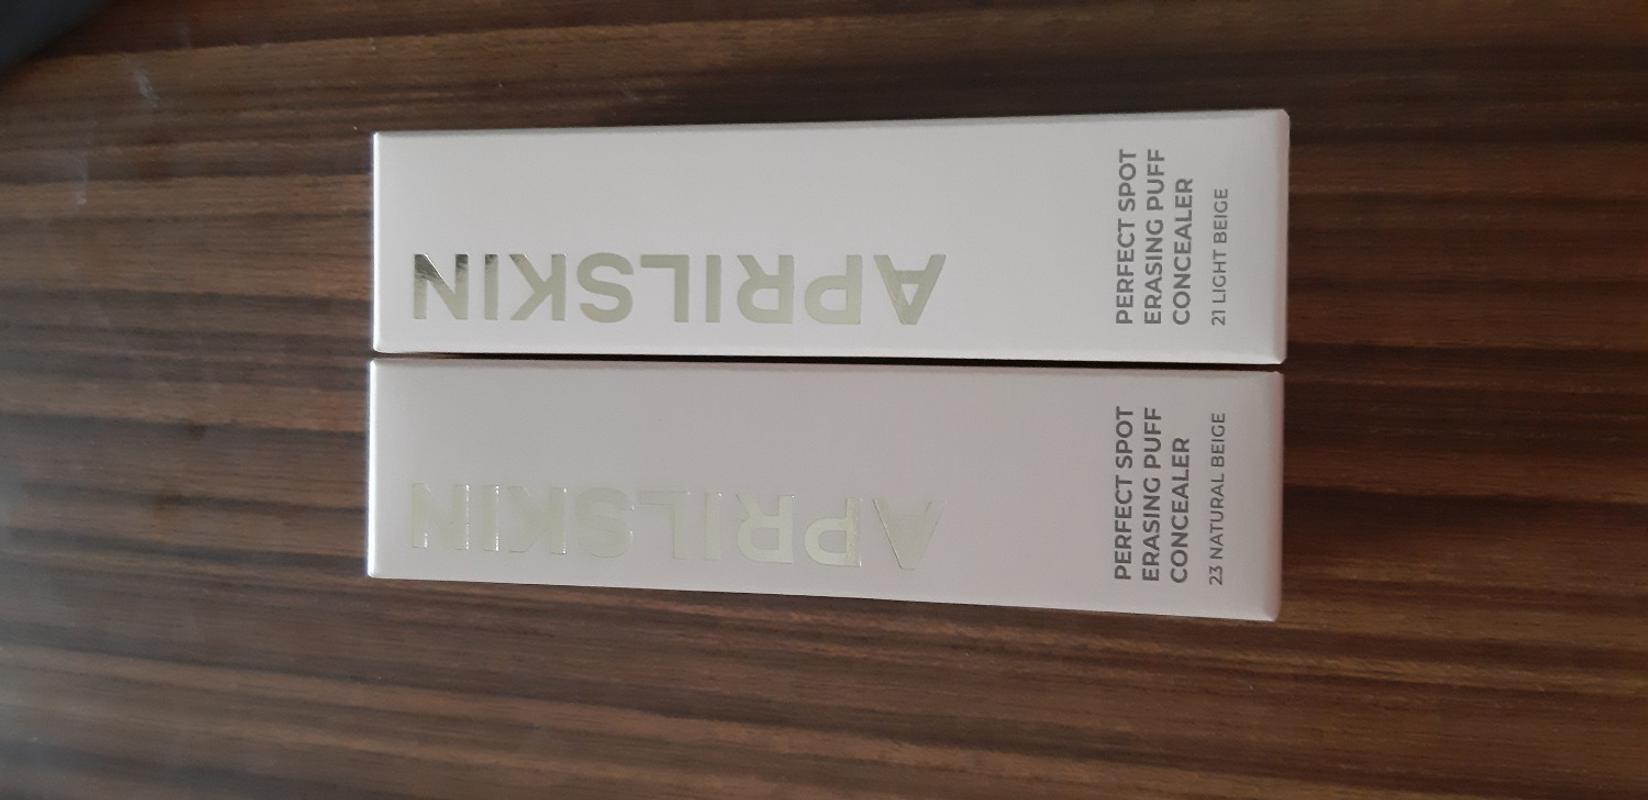 APRILSKIN
PERFECT SPOT
ERASING PUFF
CONCEALER
21 LIGHT BEIGE
APRILSKIN
PERFECT SPOT
ERASING PUFF
CONCEALER
23 NATURAL BEIGE